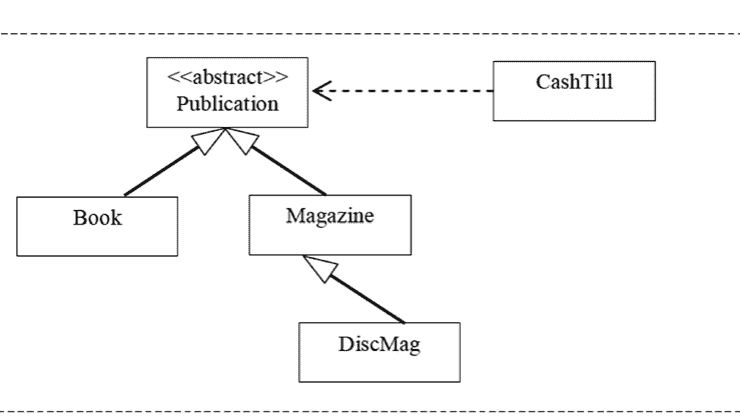 <<abstract>>
Publication
CashTill
Book
Magazine
DiscMag